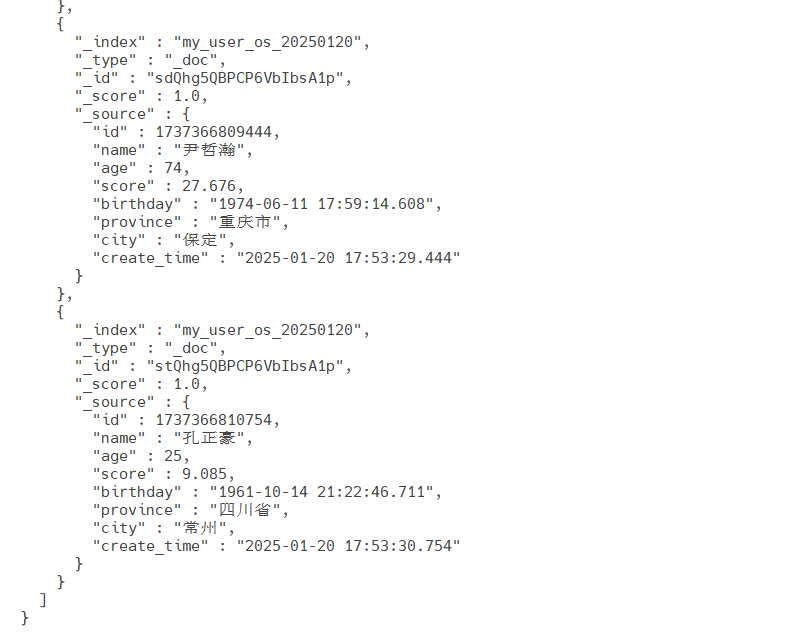 },
{
"_index" : "my_user_os_20250120",
"_type" : "_doc",
"_id" : "sdQhg5QBPCP6VbIbsA1p",
"_score" : 1.0,
"_source" : {
"id" : 1737366809444,
"name" : "尹哲瀚",
"age" : 74,
"score" : 27.676,
"birthday" : "1974-06-11 17:59:14.608",
"province" : "重庆市",
"city" : "保定",
"create_time" : "2025-01-20 17:53:29.444"
}
},
{
"_index" : "my_user_os_20250120",
"_type" : "_doc",
"_id" : "stQhg5QBPCP6VbIbsA1p",
"_score" : 1.0,
"_source" : {
"id" : 1737366810754,
"name" : "孔正豪",
"age" : 25,
"score" : 9.085,
"birthday" : "1961-10-14 21:22:46.711",
"province" : "四川省",
"city" : "常州",
"create_time" : "2025-01-20 17:53:30.754"
}
}
]
}